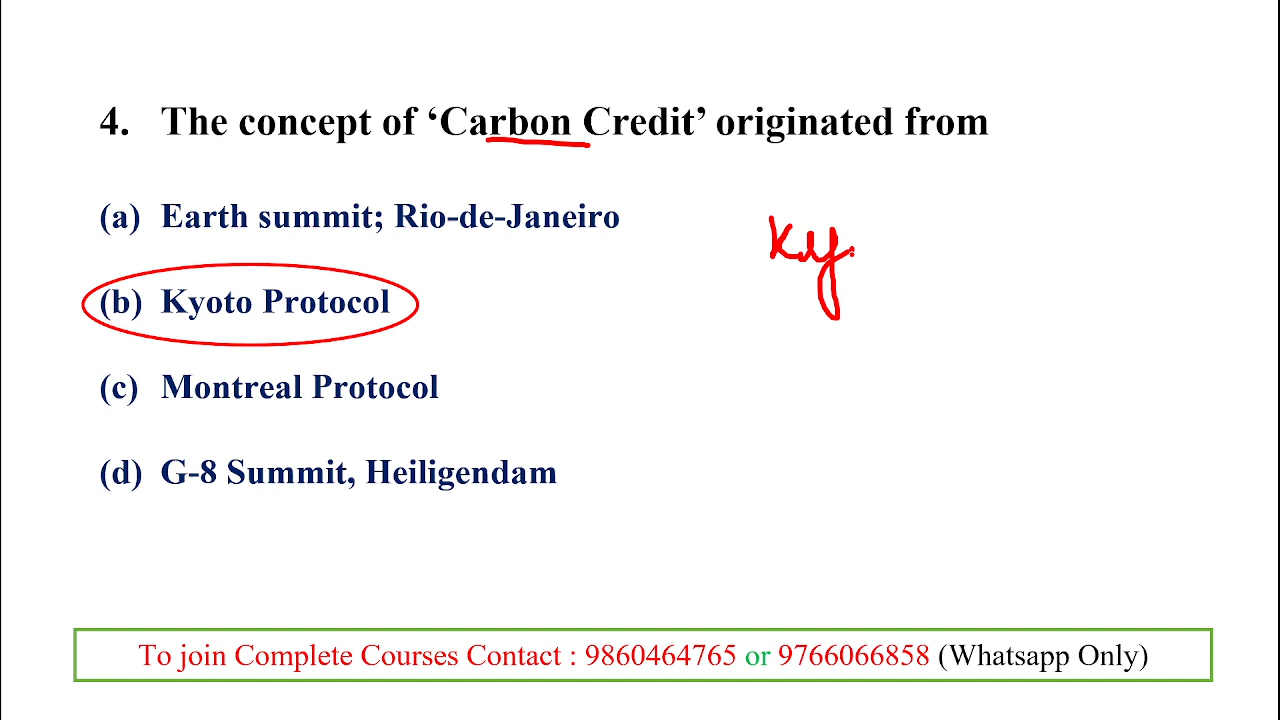 4. The concept of ‘Carbon Credit’ originated from
(a) Earth summit; Rio-de-Janeiro
Ky
(b) Kyoto Protocol
(c) Montreal Protocol
(d) G-8 Summit, Heiligendam
To join Complete Courses Contact : 9860464765 or 9766066858 (Whatsapp Only)